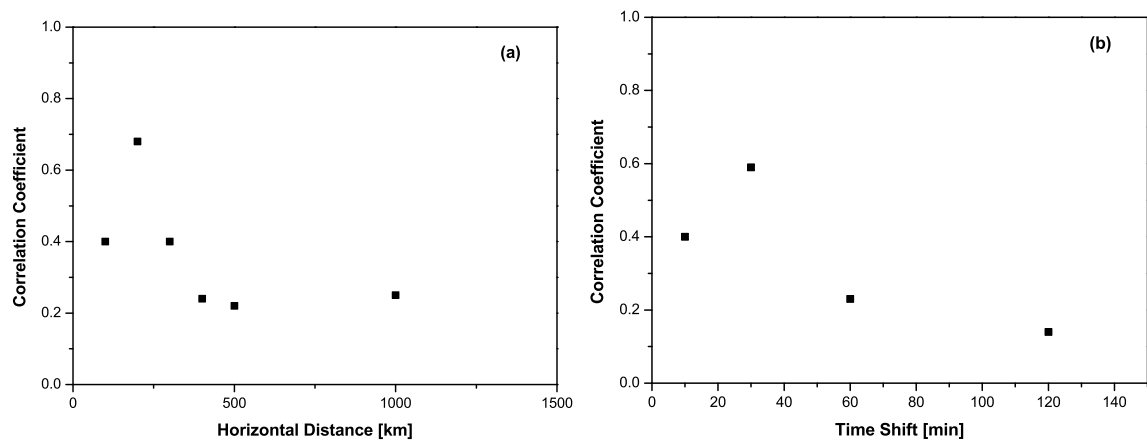 (a)
Correlation Coefficient
1.0
0.8
0.6
0.4
0.2
0.0
0 500 1000 1500
Horizontal Distance [km]
(b)
Correlation Coefficient
1.0
0.8
0.6
0.4
0.2
0.0
0 20 40 60 80 100 120 140
Time Shift [min]